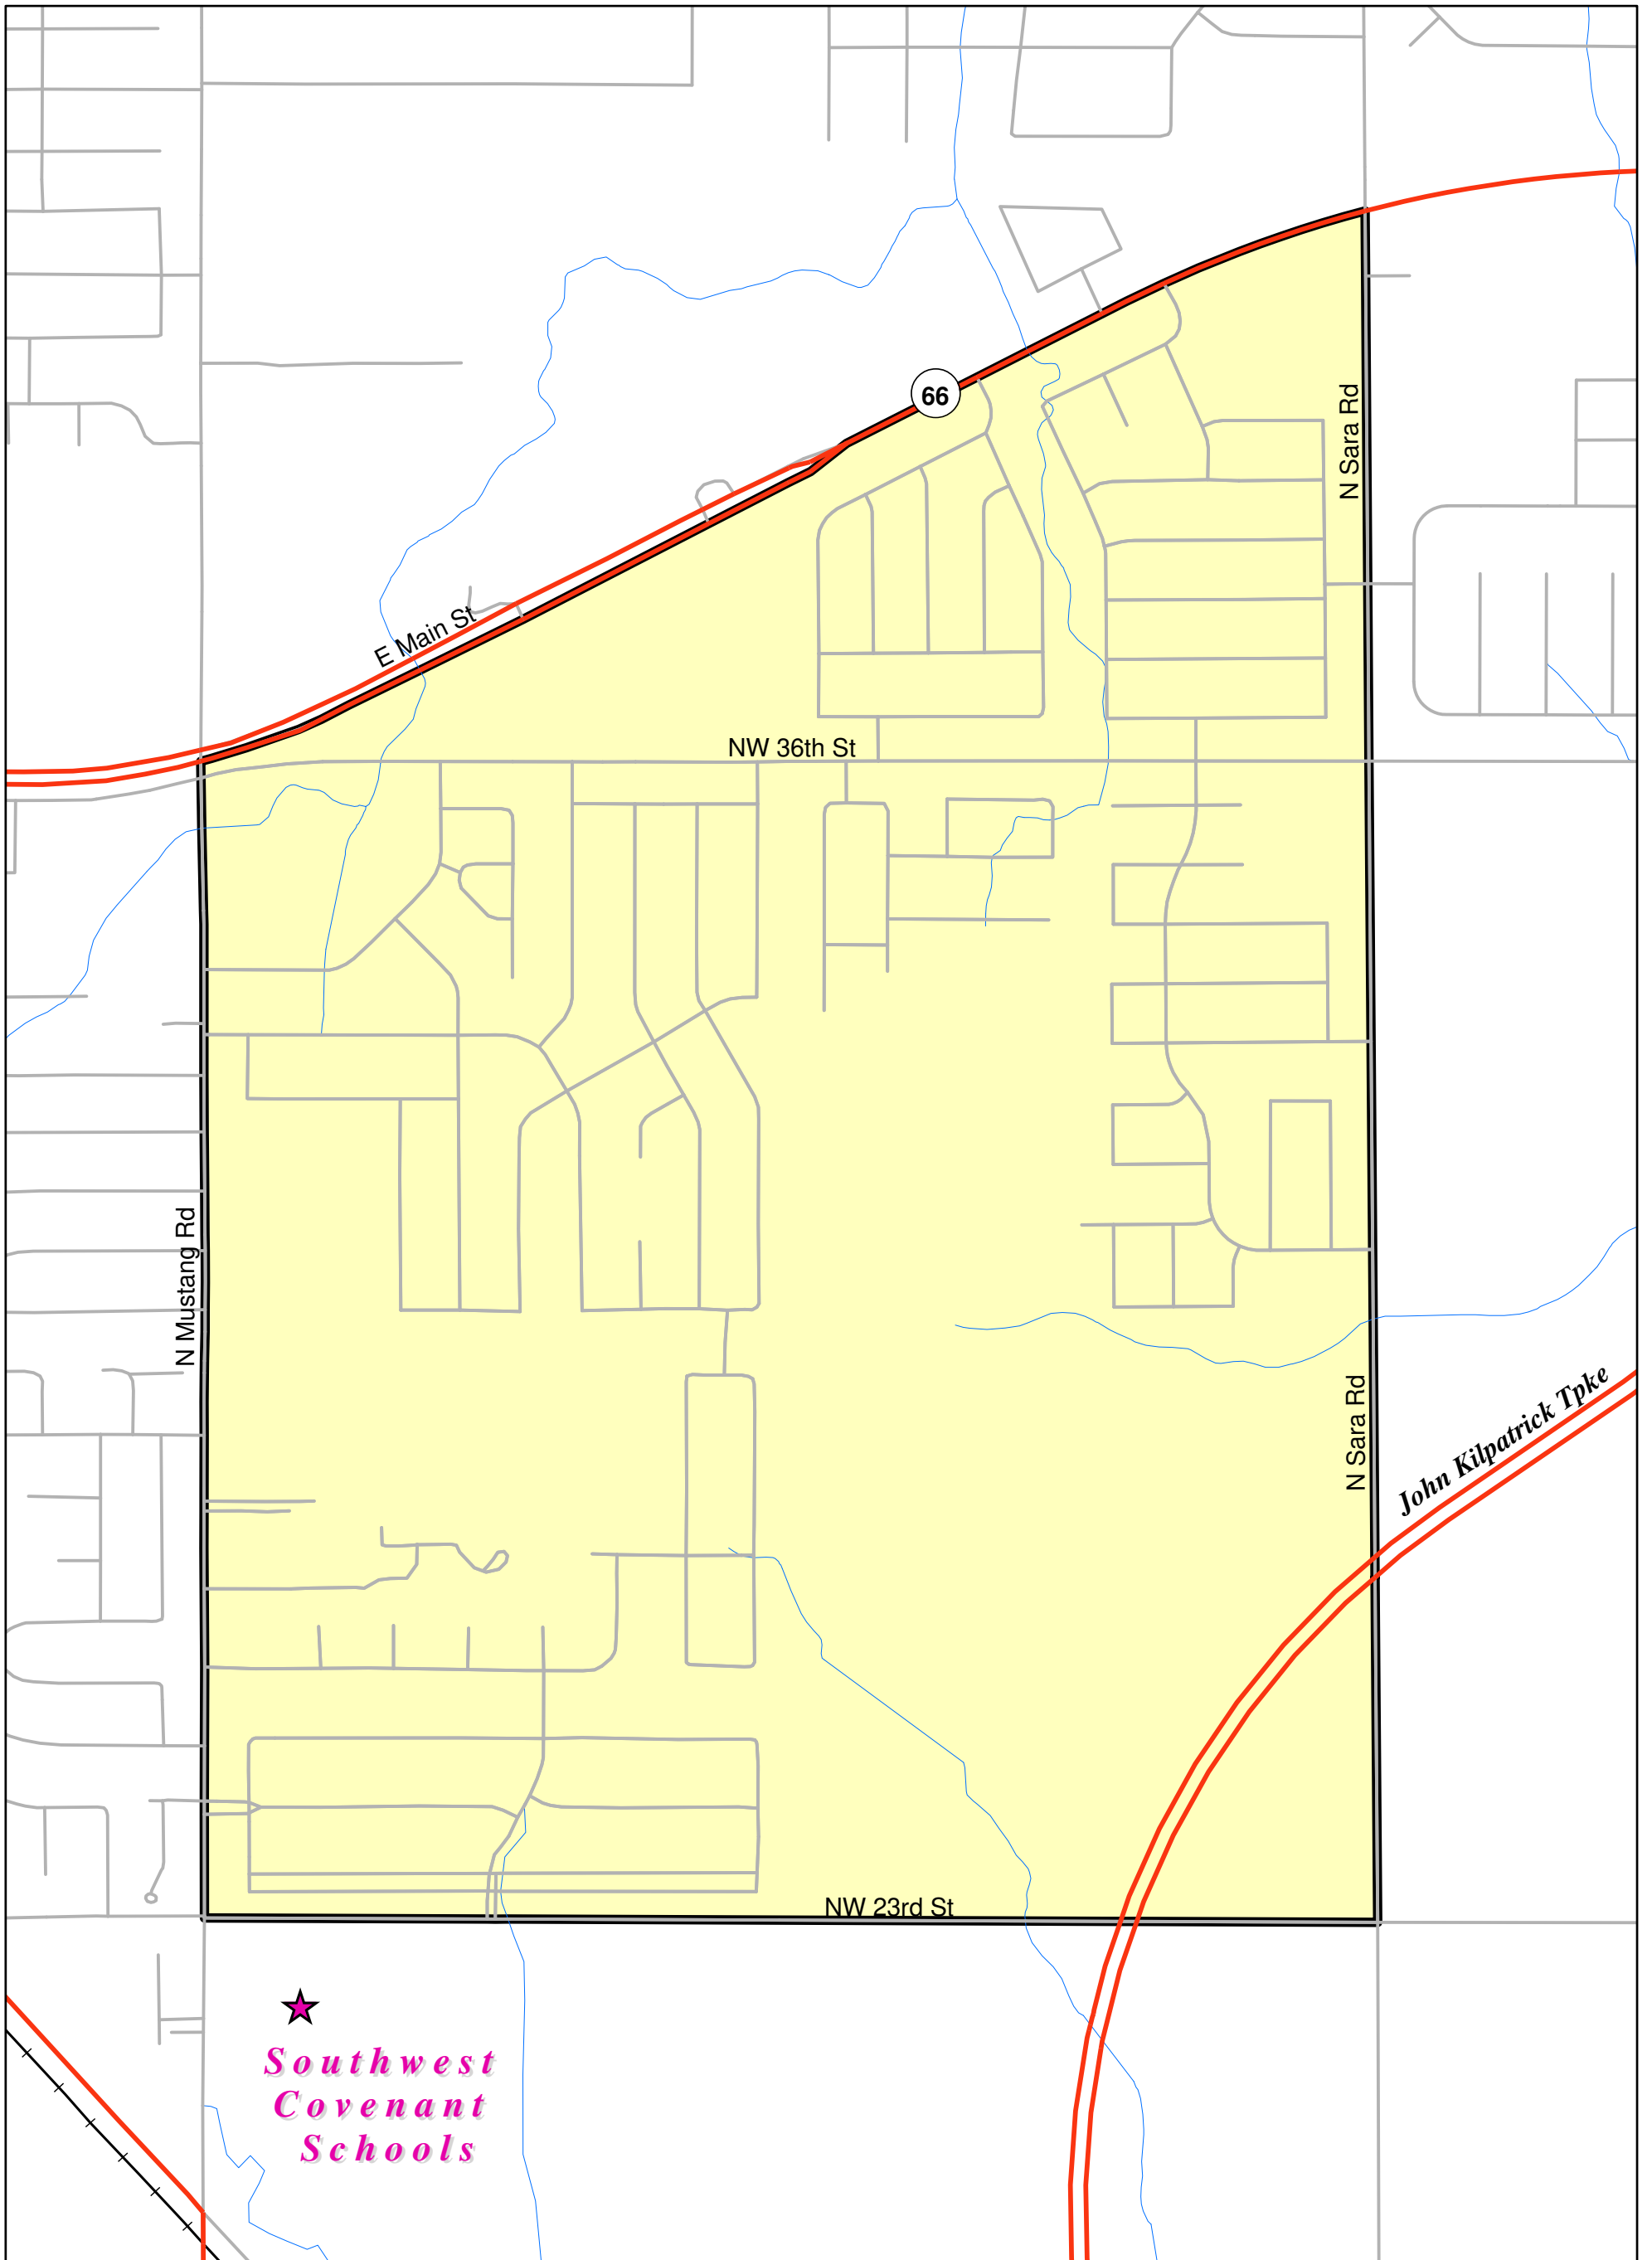 66
N Sara Rd
E Main St
NW 36th St
N Mustang Rd
N Sara Rd
John Kilpatrick Tpke
NW 23rd St
Southwest
Covenant
Schools